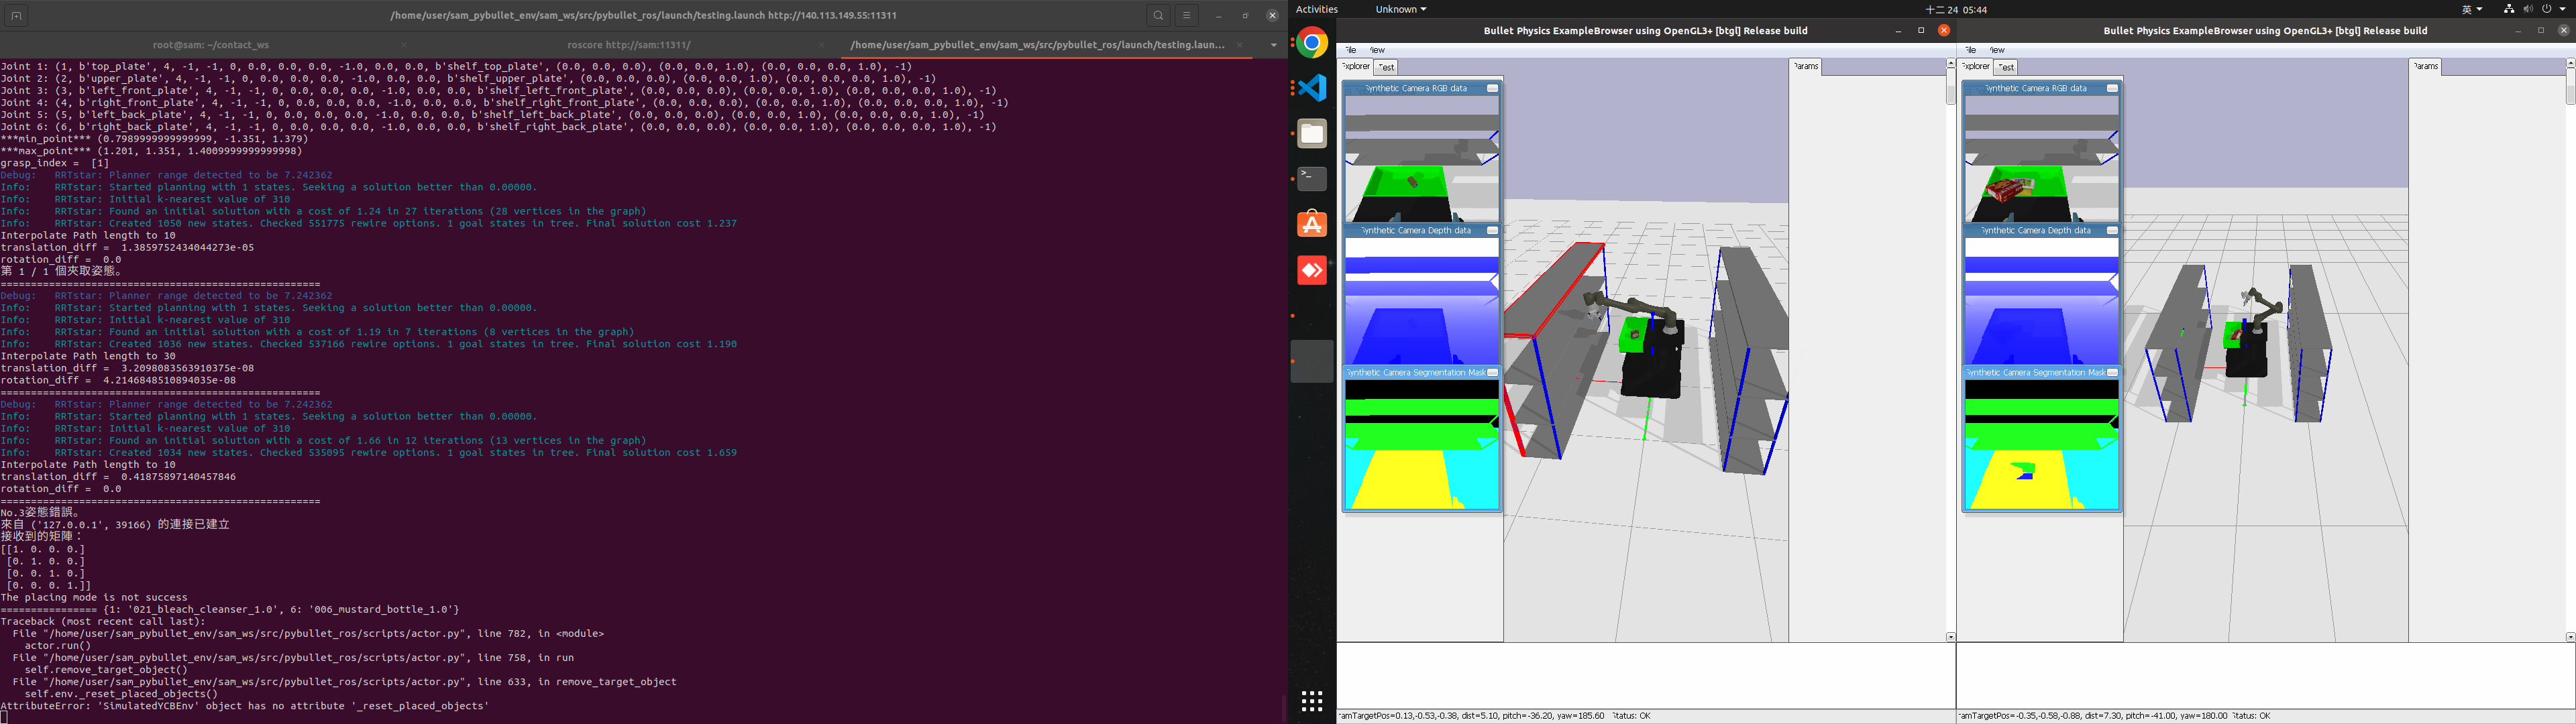 /home/user/sam_pybullet_env/sam_ws/src/pybullet_ros/launch/testing.launch http://140.113.149.55:11311
root@sam: ~/contact_ws
roscore http://sam:11311/
/home/user/sam_pybullet_env/sam_ws/src/pybullet_ros/launch/testing.laun...
Joint 1: (1, b'top_plate', 4, -1, -1, 0, 0.0, 0.0, 0.0, -1.0, 0.0, 0.0, b'shelf_top_plate', (0.0, 0.0, 0.0), (0.0, 0.0, 1.0), (0.0, 0.0, 0.0, 1.0), -1)
Joint 2: (2, b'upper_plate', 4, -1, -1, 0, 0.0, 0.0, 0.0, -1.0, 0.0, 0.0, b'shelf_upper_plate', (0.0, 0.0, 0.0), (0.0, 0.0, 1.0), (0.0, 0.0, 0.0, 1.0), -1)
Joint 3: (3, b'left_front_plate', 4, -1, -1, 0, 0.0, 0.0, 0.0, -1.0, 0.0, 0.0, b'shelf_left_front_plate', (0.0, 0.0, 0.0), (0.0, 0.0, 1.0), (0.0, 0.0, 0.0, 1.0), -1)
Joint 4: (4, b'right_front_plate', 4, -1, -1, 0, 0.0, 0.0, 0.0, -1.0, 0.0, 0.0, b'shelf_right_front_plate', (0.0, 0.0, 0.0), (0.0, 0.0, 1.0), (0.0, 0.0, 0.0, 1.0), -1)
Joint 5: (5, b'left_back_plate', 4, -1, -1, 0, 0.0, 0.0, 0.0, -1.0, 0.0, 0.0, b'shelf_left_back_plate', (0.0, 0.0, 0.0), (0.0, 0.0, 1.0), (0.0, 0.0, 0.0, 1.0), -1)
Joint 6: (6, b'right_back_plate', 4, -1, -1, 0, 0.0, 0.0, 0.0, -1.0, 0.0, 0.0, b'shelf_right_back_plate', (0.0, 0.0, 0.0), (0.0, 0.0, 1.0), (0.0, 0.0, 0.0, 1.0), -1)
***min_point*** (0.7989999999999999, -1.351, 1.379)
***max_point*** (1.201, 1.351, 1.4009999999999998)
grasp_index =  [1]
Debug:   RRTstar: Planner range detected to be 7.242362
Info:    RRTstar: Started planning with 1 states. Seeking a solution better than 0.00000.
Info:    RRTstar: Initial k-nearest value of 310
Info:    RRTstar: Found an initial solution with a cost of 1.24 in 27 iterations (28 vertices in the graph)
Info:    RRTstar: Created 1050 new states. Checked 551775 rewire options. 1 goal states in tree. Final solution cost 1.237
Interpolate Path length to 10
translation_diff =  1.3859752434044273e-05
rotation_diff =  0.0
第 1 / 1 個夾取姿態。
=====================================================
Debug:   RRTstar: Planner range detected to be 7.242362
Info:    RRTstar: Started planning with 1 states. Seeking a solution better than 0.00000.
Info:    RRTstar: Initial k-nearest value of 310
Info:    RRTstar: Found an initial solution with a cost of 1.19 in 7 iterations (8 vertices in the graph)
Info:    RRTstar: Created 1036 new states. Checked 537166 rewire options. 1 goal states in tree. Final solution cost 1.190
Interpolate Path length to 30
translation_diff =  3.2098083563910375e-08
rotation_diff =  4.2146848510894035e-08
=====================================================
Debug:   RRTstar: Planner range detected to be 7.242362
Info:    RRTstar: Started planning with 1 states. Seeking a solution better than 0.00000.
Info:    RRTstar: Initial k-nearest value of 310
Info:    RRTstar: Found an initial solution with a cost of 1.66 in 12 iterations (13 vertices in the graph)
Info:    RRTstar: Created 1034 new states. Checked 535095 rewire options. 1 goal states in tree. Final solution cost 1.659
Interpolate Path length to 10
translation_diff =  0.41875897140457846
rotation_diff =  0.0
=====================================================
No.3姿態錯誤。
來自 ('127.0.0.1', 39166) 的連接已建立
接收到的矩陣：
[[1. 0. 0. 0.]
[0. 1. 0. 0.]
[0. 0. 1. 0.]
[0. 0. 0. 1.]]
The placing mode is not success
================ {1: '021_bleach_cleanser_1.0', 6: '006_mustard_bottle_1.0'}
Traceback (most recent call last):
File "/home/user/sam_pybullet_env/sam_ws/src/pybullet_ros/scripts/actor.py", line 782, in <module>
actor.run()
File "/home/user/sam_pybullet_env/sam_ws/src/pybullet_ros/scripts/actor.py", line 758, in run
self.remove_target_object()
File "/home/user/sam_pybullet_env/sam_ws/src/pybullet_ros/scripts/actor.py", line 633, in remove_target_object
self.env._reset_placed_objects()
AttributeError: 'SimulatedYCBEnv' object has no attribute '_reset_placed_objects'
Activities
Unknown
十二 24 05:44
英
Bullet Physics ExampleBrowser using OpenGL3+ [btgl] Release build
File View
Explorer Test
Params
Synthetic Camera RGB data
Synthetic Camera Depth data
Synthetic Camera Segmentation Mask
camTargetPos=0.13,-0.53,-0.38, dist=5.10, pitch=-36.20, yaw=185.60 Status: OK
Bullet Physics ExampleBrowser using OpenGL3+ [btgl] Release build
File View
Explorer Test
Params
Synthetic Camera RGB data
Synthetic Camera Depth data
Synthetic Camera Segmentation Mask
camTargetPos=-0.35,-0.58,-0.88, dist=7.30, pitch=-41.00, yaw=180.00 Status: OK